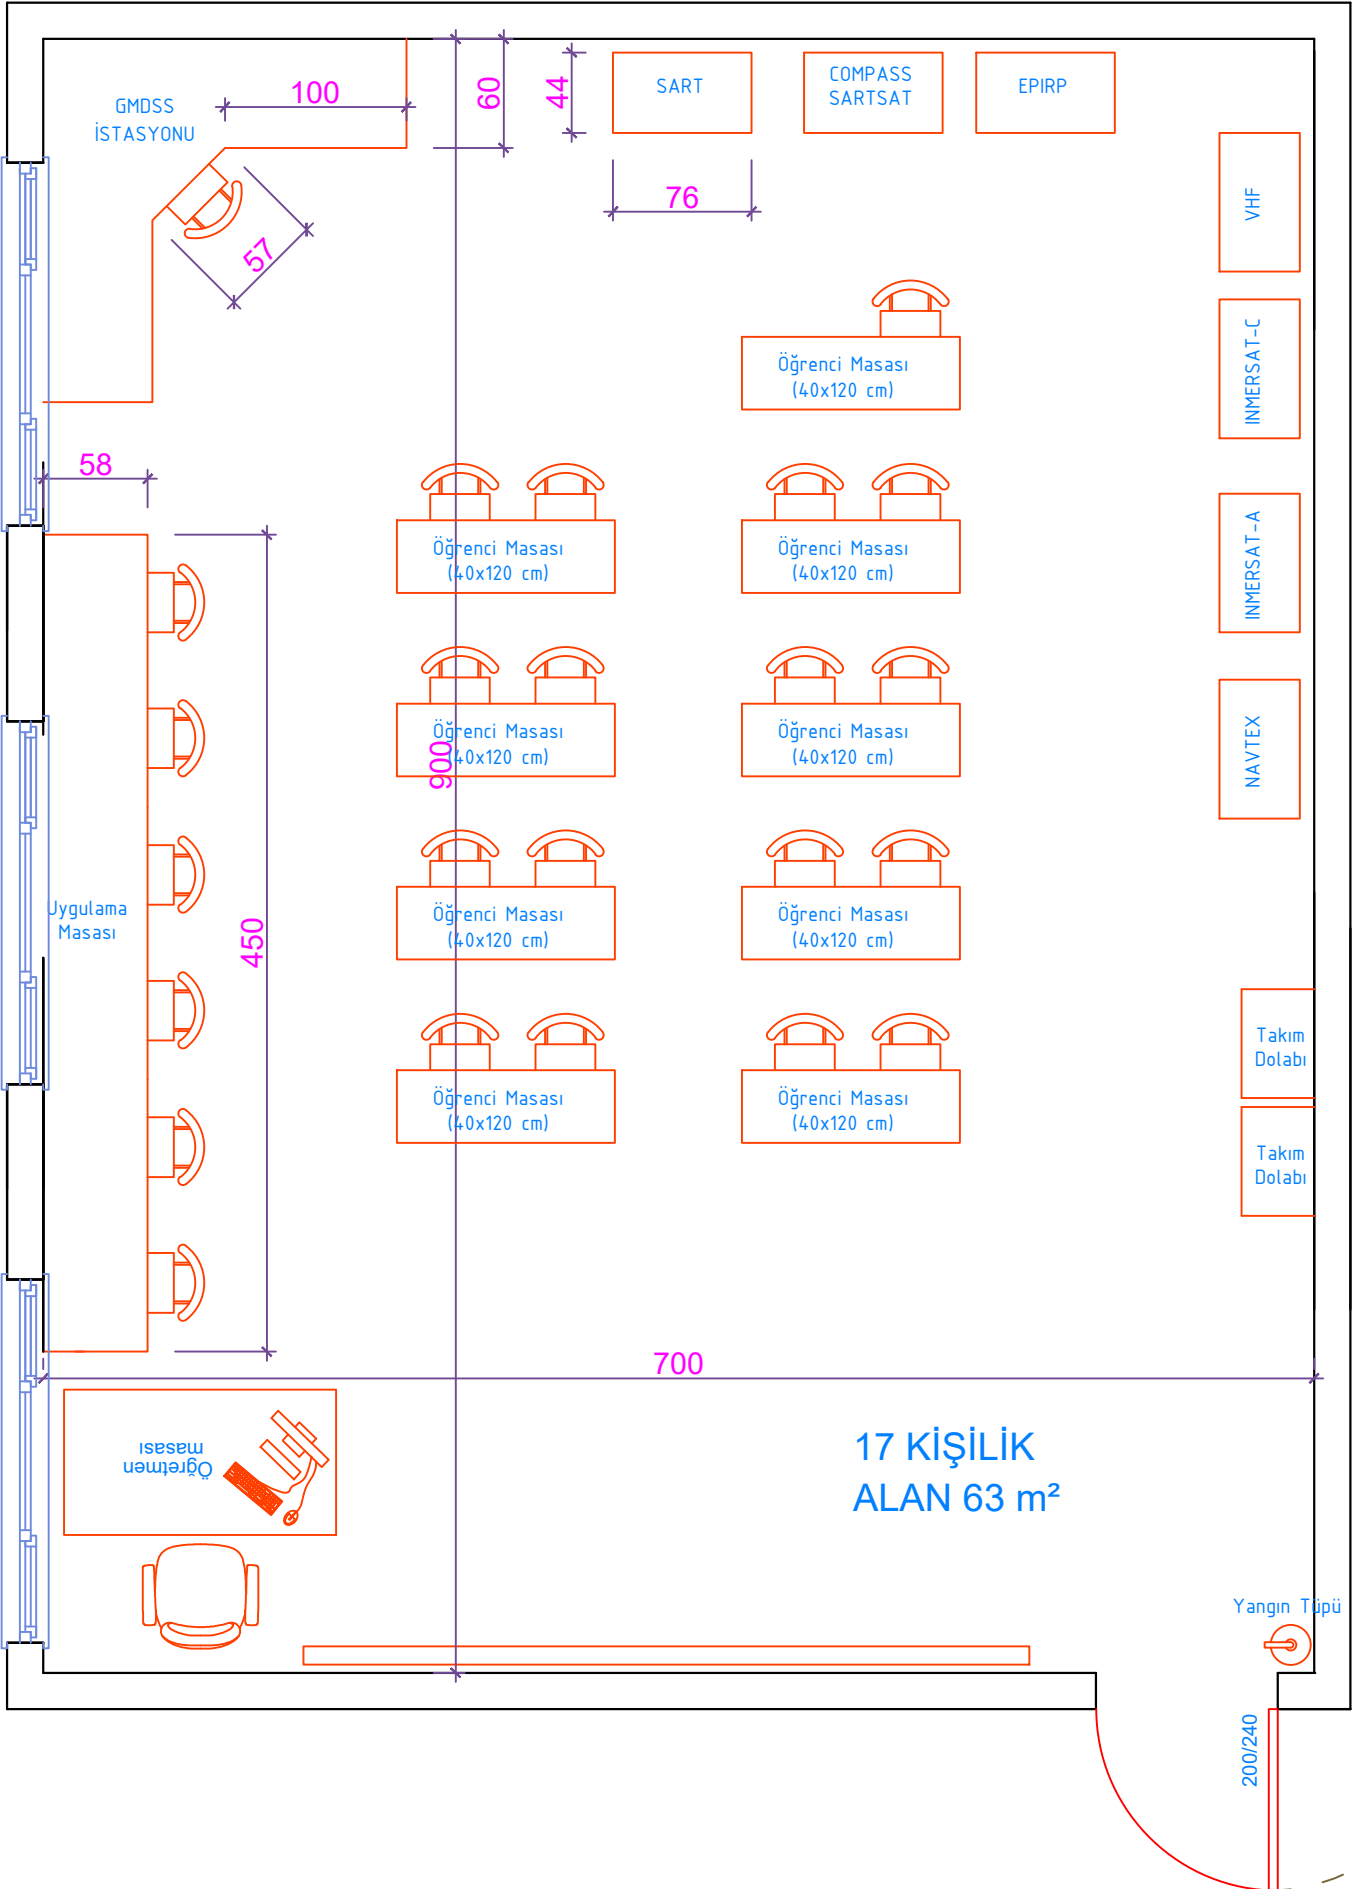 GMDSS
İSTASYONU
100
60
44
SART
COMPASS
SARTSAT
EPIRP
76
57
VHF
INMERSAT-C
INMERSAT-A
NAVTEX
58
Öğrenci Masası
(40x120 cm)
Öğrenci Masası
(40x120 cm)
Öğrenci Masası
(40x120 cm)
Öğrenci Masası
(40x120 cm)
Öğrenci Masası
(40x120 cm)
900
Öğrenci Masası
(40x120 cm)
Öğrenci Masası
(40x120 cm)
Öğrenci Masası
(40x120 cm)
Öğrenci Masası
(40x120 cm)
Uygulama
Masası
450
Takım
Dolabı
Takım
Dolabı
700
Öğretmen
masası
17 KİŞİLİK
ALAN 63 m²
Yangın Tüpü
200/240